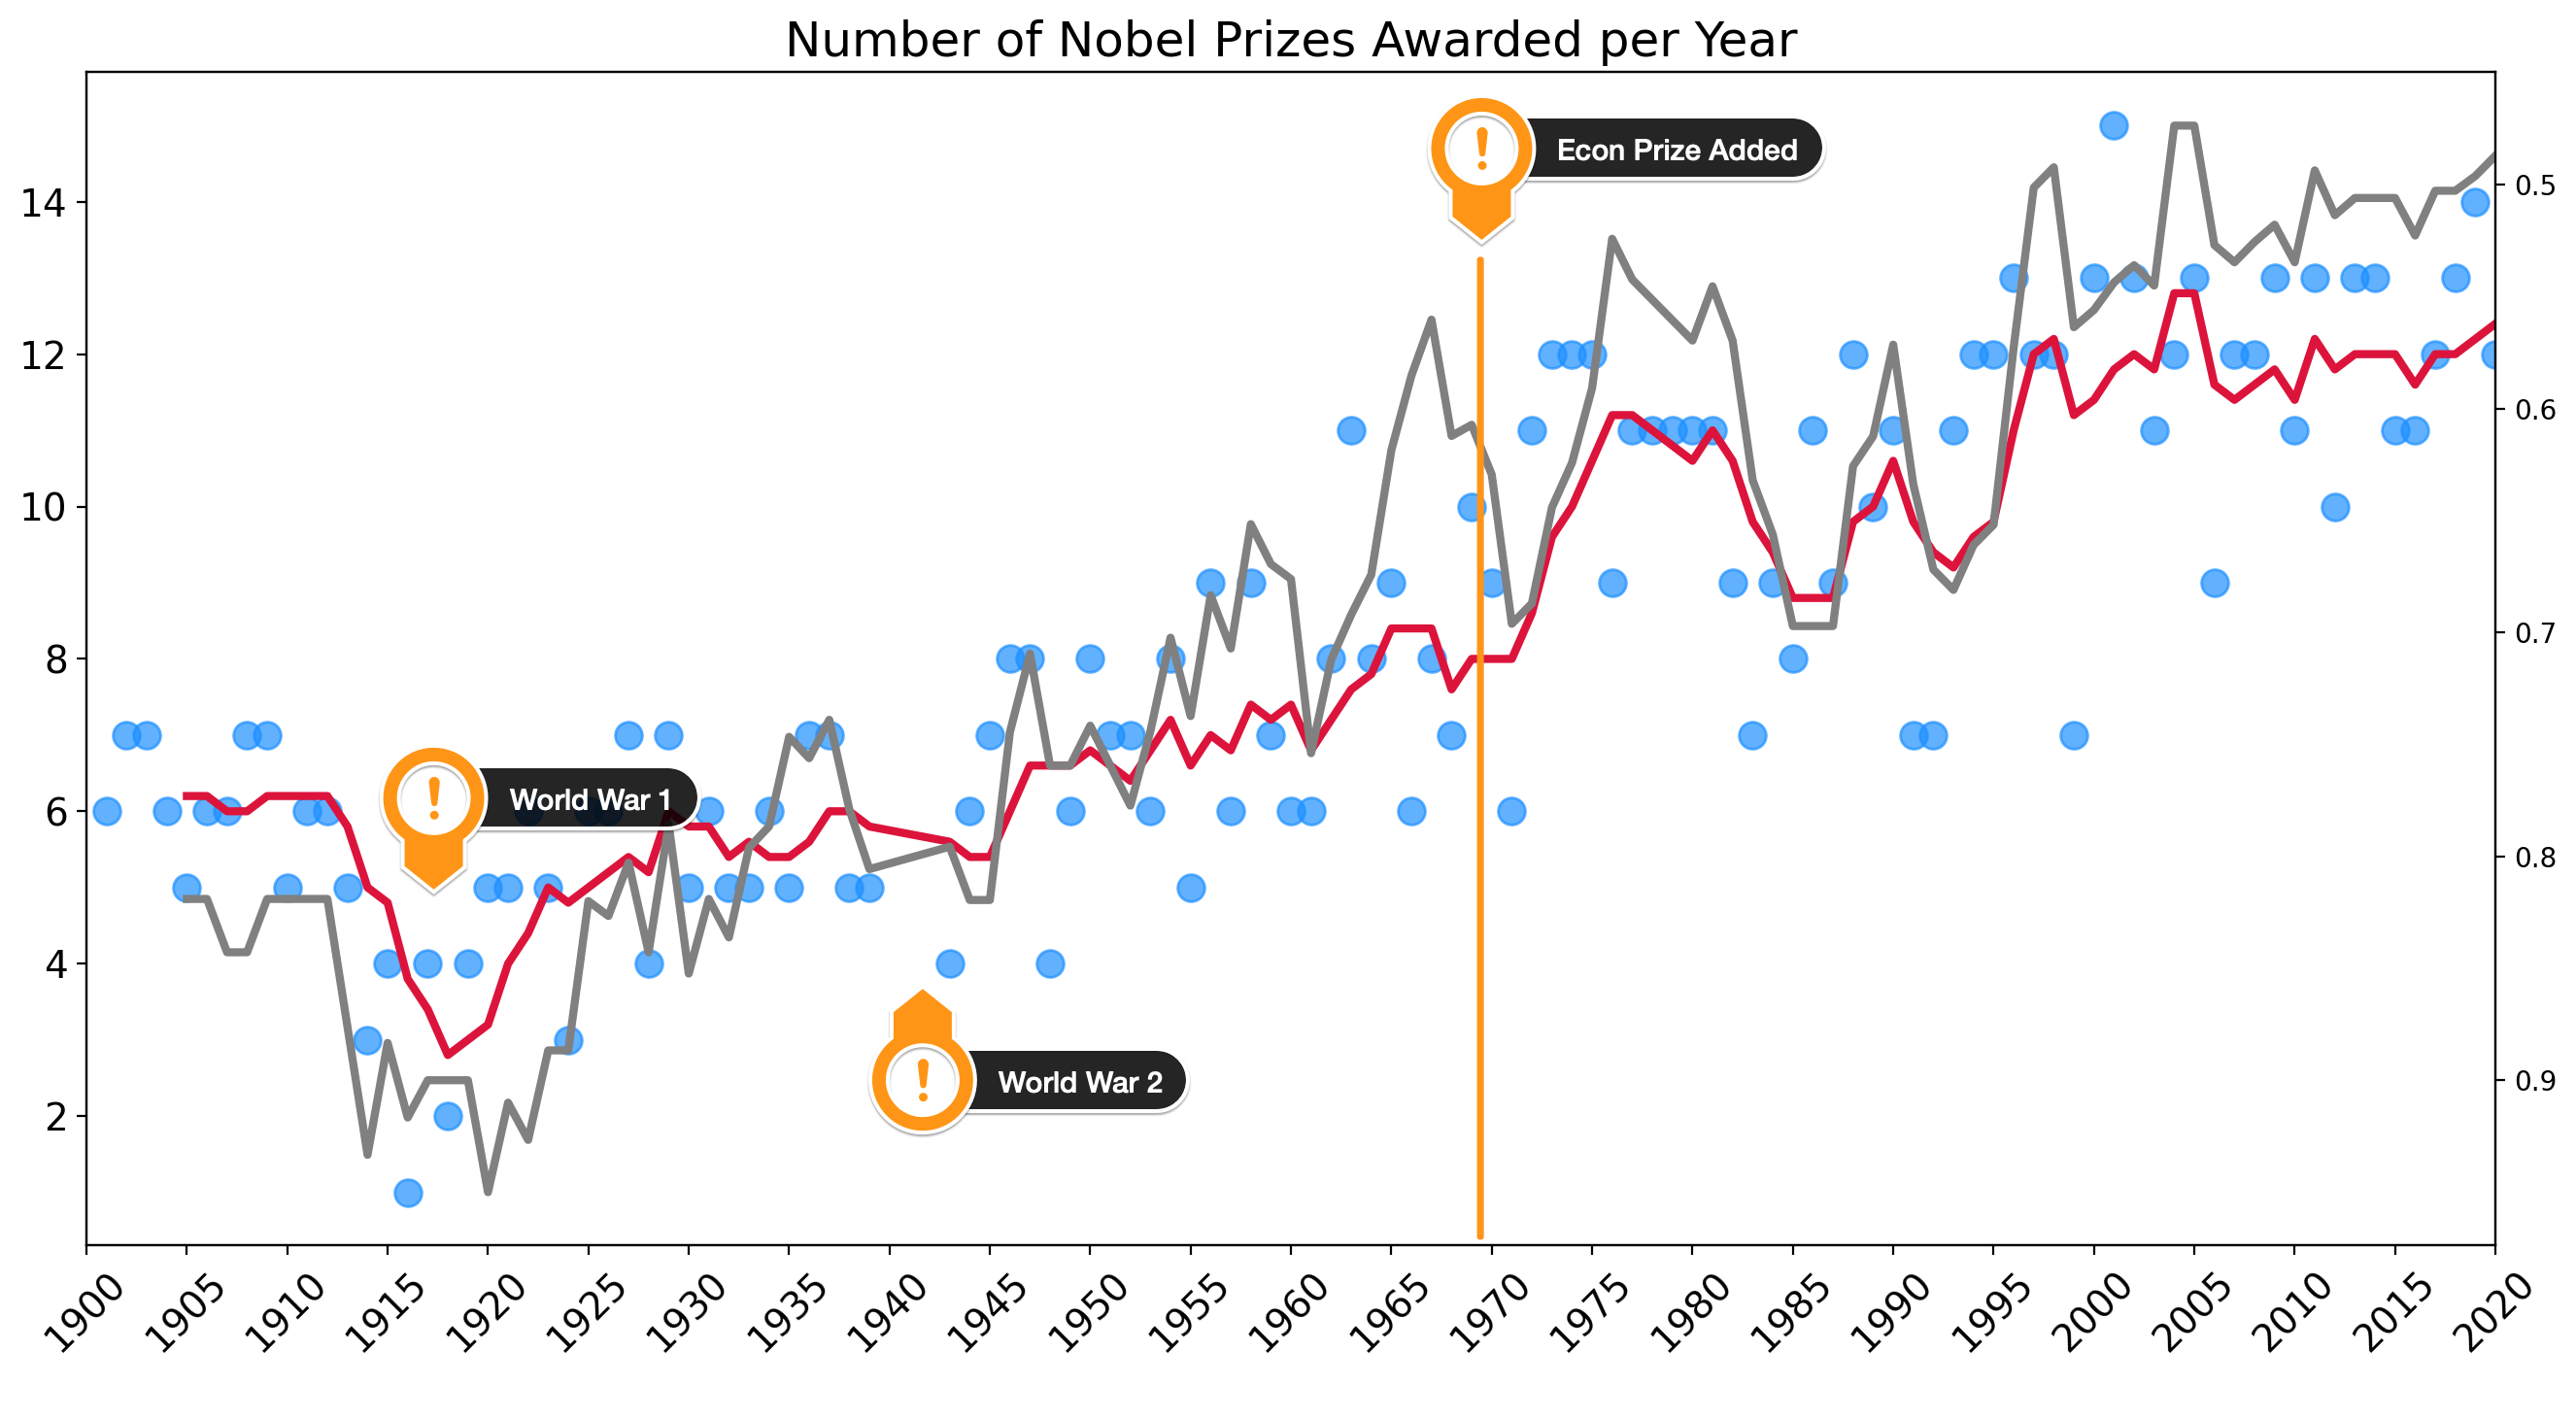 Number of Nobel Prizes Awarded per Year
14
12
10
8
6
4
2
0.5
0.6
0.7
0.8
0.9
! Econ Prize Added
! World War 1
! World War 2
1900 1905 1910 1915 1920 1925 1930 1935 1940 1945 1950 1955 1960 1965 1970 1975 1980 1985 1990 1995 2000 2005 2010 2015 2020